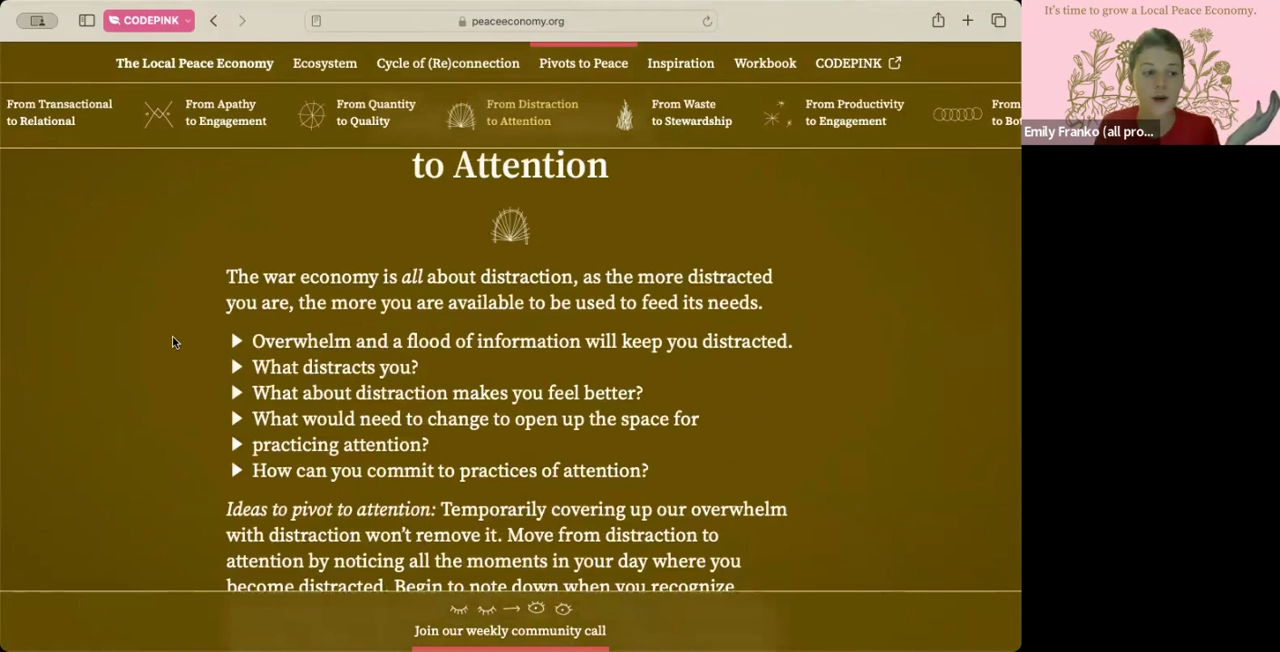 CODEPINK
peaceeconomy.org
It's time to grow a Local Peace Economy.
Emily Franko (all pro...
The Local Peace Economy Ecosystem Cycle of (Re)connection Pivots to Peace Inspiration Workbook CODEPINK
From Transactional
to Relational
From Apathy
to Engagement
From Quantity
to Quality
From Distraction
to Attention
From Waste
to Stewardship
From Productivity
to Engagement
From
to Bot
to Attention
The war economy is all about distraction, as the more distracted
you are, the more you are available to be used to feed its needs.
Overwhelm and a flood of information will keep you distracted.
What distracts you?
What about distraction makes you feel better?
What would need to change to open up the space for
practicing attention?
How can you commit to practices of attention?
Ideas to pivot to attention: Temporarily covering up our overwhelm
with distraction won't remove it. Move from distraction to
attention by noticing all the moments in your day where you
become distracted. Begin to note down when you recognize
Join our weekly community call